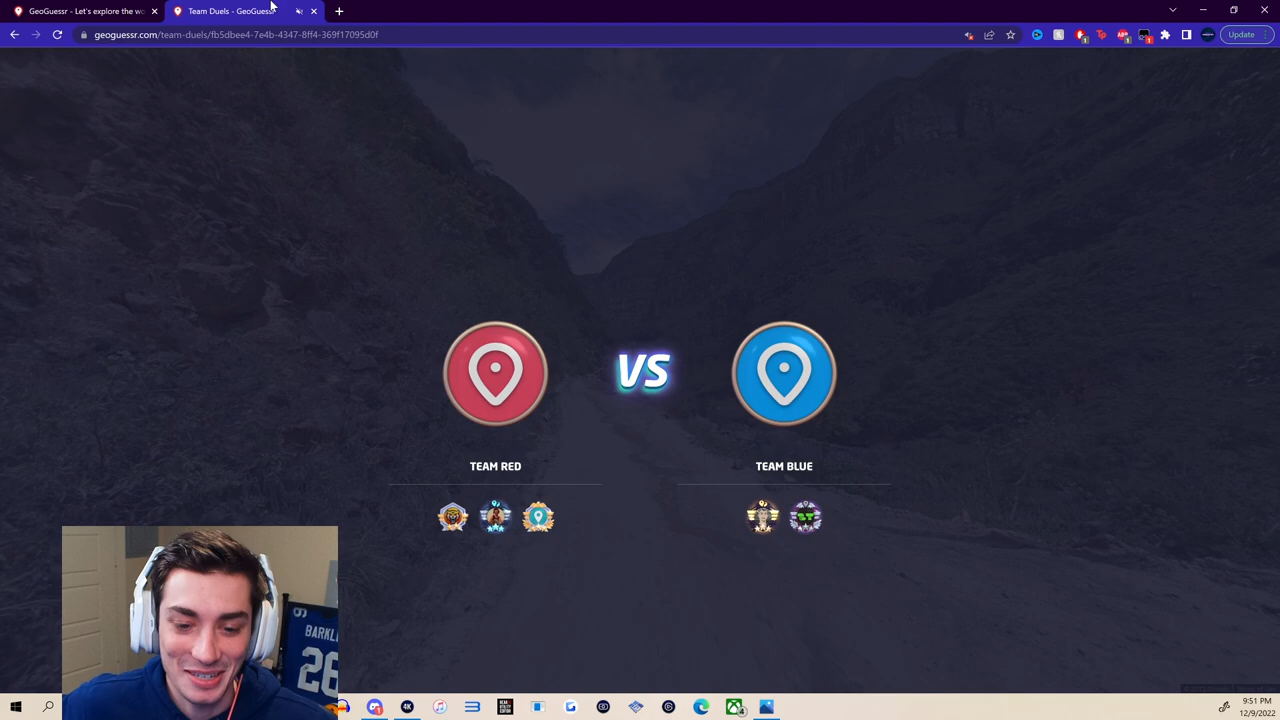 GeoGuessr - Let's explore the wo
Team Duels - GeoGuessr
geoguessr.com/team-duels/fb5dbee4-7e4b-4347-8ff4-369f17095d0f
Update
VS
TEAM RED
TEAM BLUE
BARKL
26
4K
9:51 PM
12/9/2022